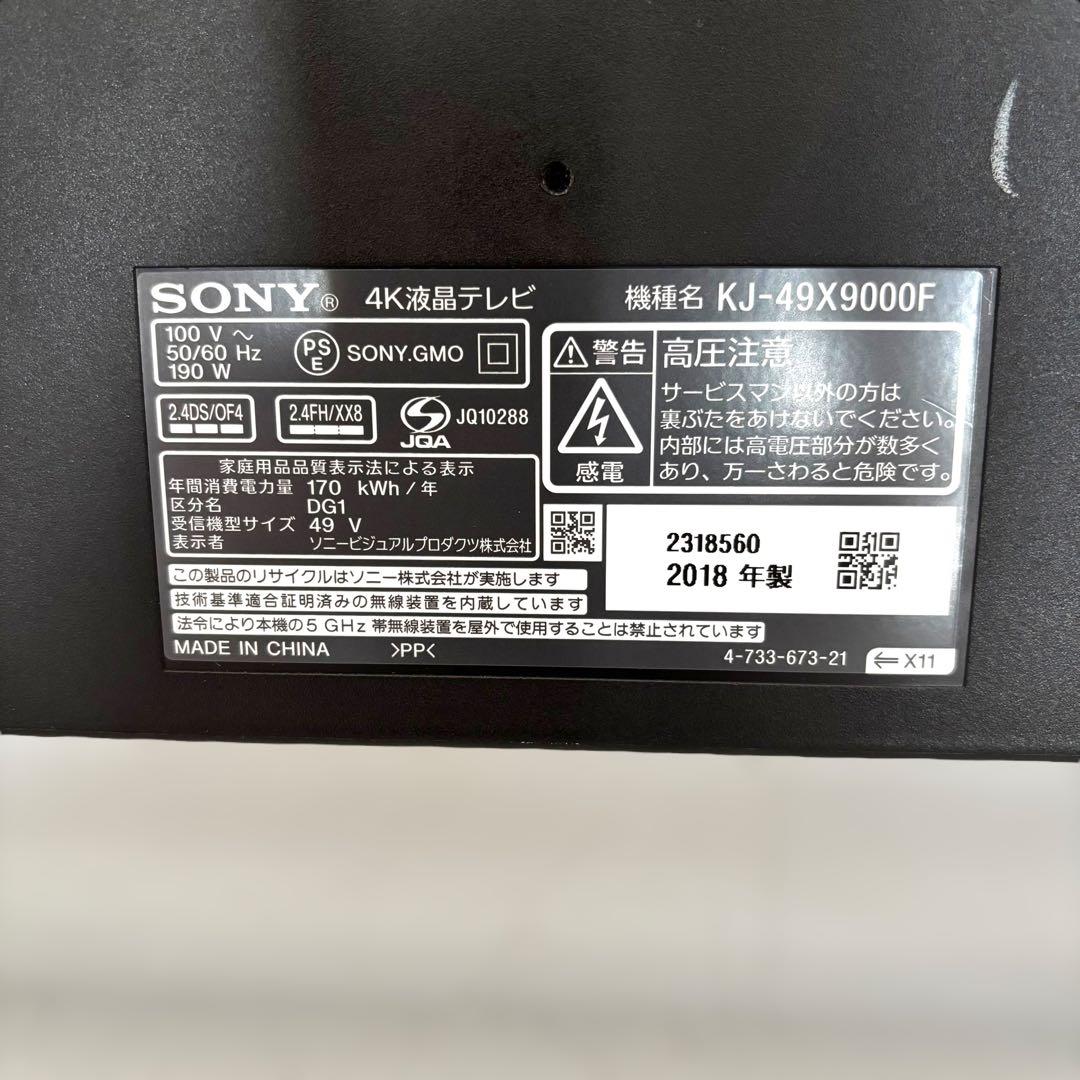 SONY® 4K液晶テレビ 機種名 KJ-49X9000F
100 V ～
50/60 Hz
190 W
PS
E
SONY.GMO
2.4DS/OF4
2.4FH/XX8
JQA
JQ10288
家庭用品品質表示法による表示
年間消費電力量 170 kWh / 年
区分名 DG1
受信機型サイズ 49 V
表示者 ソニービジュアルプロダクツ株式会社
警告 高圧注意
感電
サービスマン以外の方は
裏ぶたをあけないでください。
内部には高電圧部分が数多く
あり、万一さわると危険です。
2318560
2018 年製
この製品のリサイクルはソニー株式会社が実施します
技術基準適合証明済みの無線装置を内蔵しています
法令により本機の5 GHz 帯無線装置を屋外で使用することは禁止されています
MADE IN CHINA >PP<
4-733-673-21 ⇐ X11